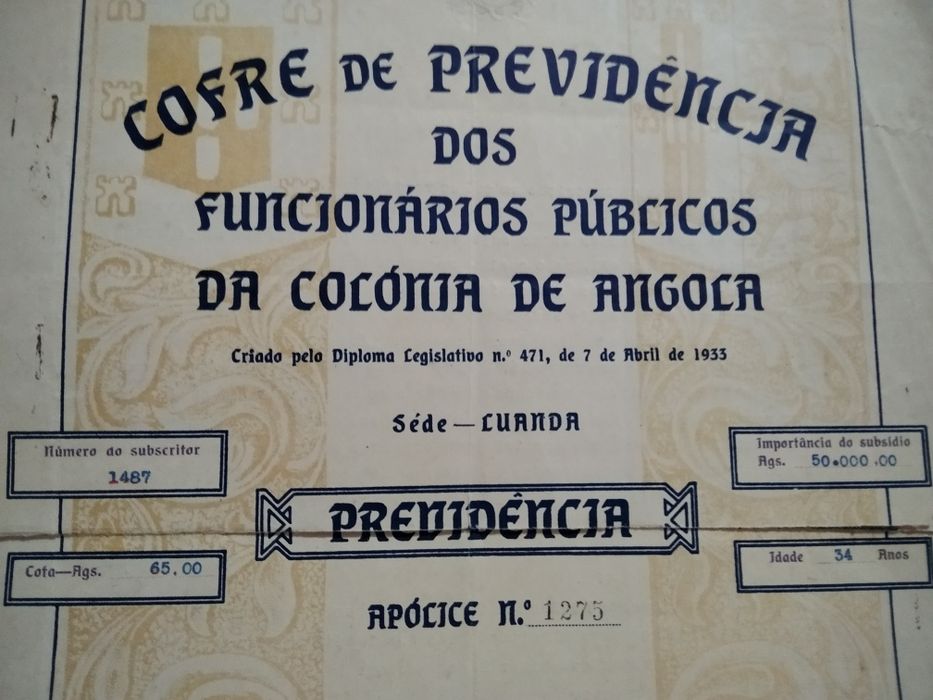 COFRE DE PREVIDÊNCIA
DOS
FUNCIONÁRIOS PÚBLICOS
DA COLÓNIA DE ANGOLA
Criado pelo Diploma Legislativo n.º 471, de 7 de Abril de 1933
Séde — LUANDA
Número do subscritor
1487
Importância do subsídio
Ags. 50.000.00
PREVIDÊNCIA
Cota—Ags. 65.00
Idade 34 Anos
APÓLICE N.º 1275